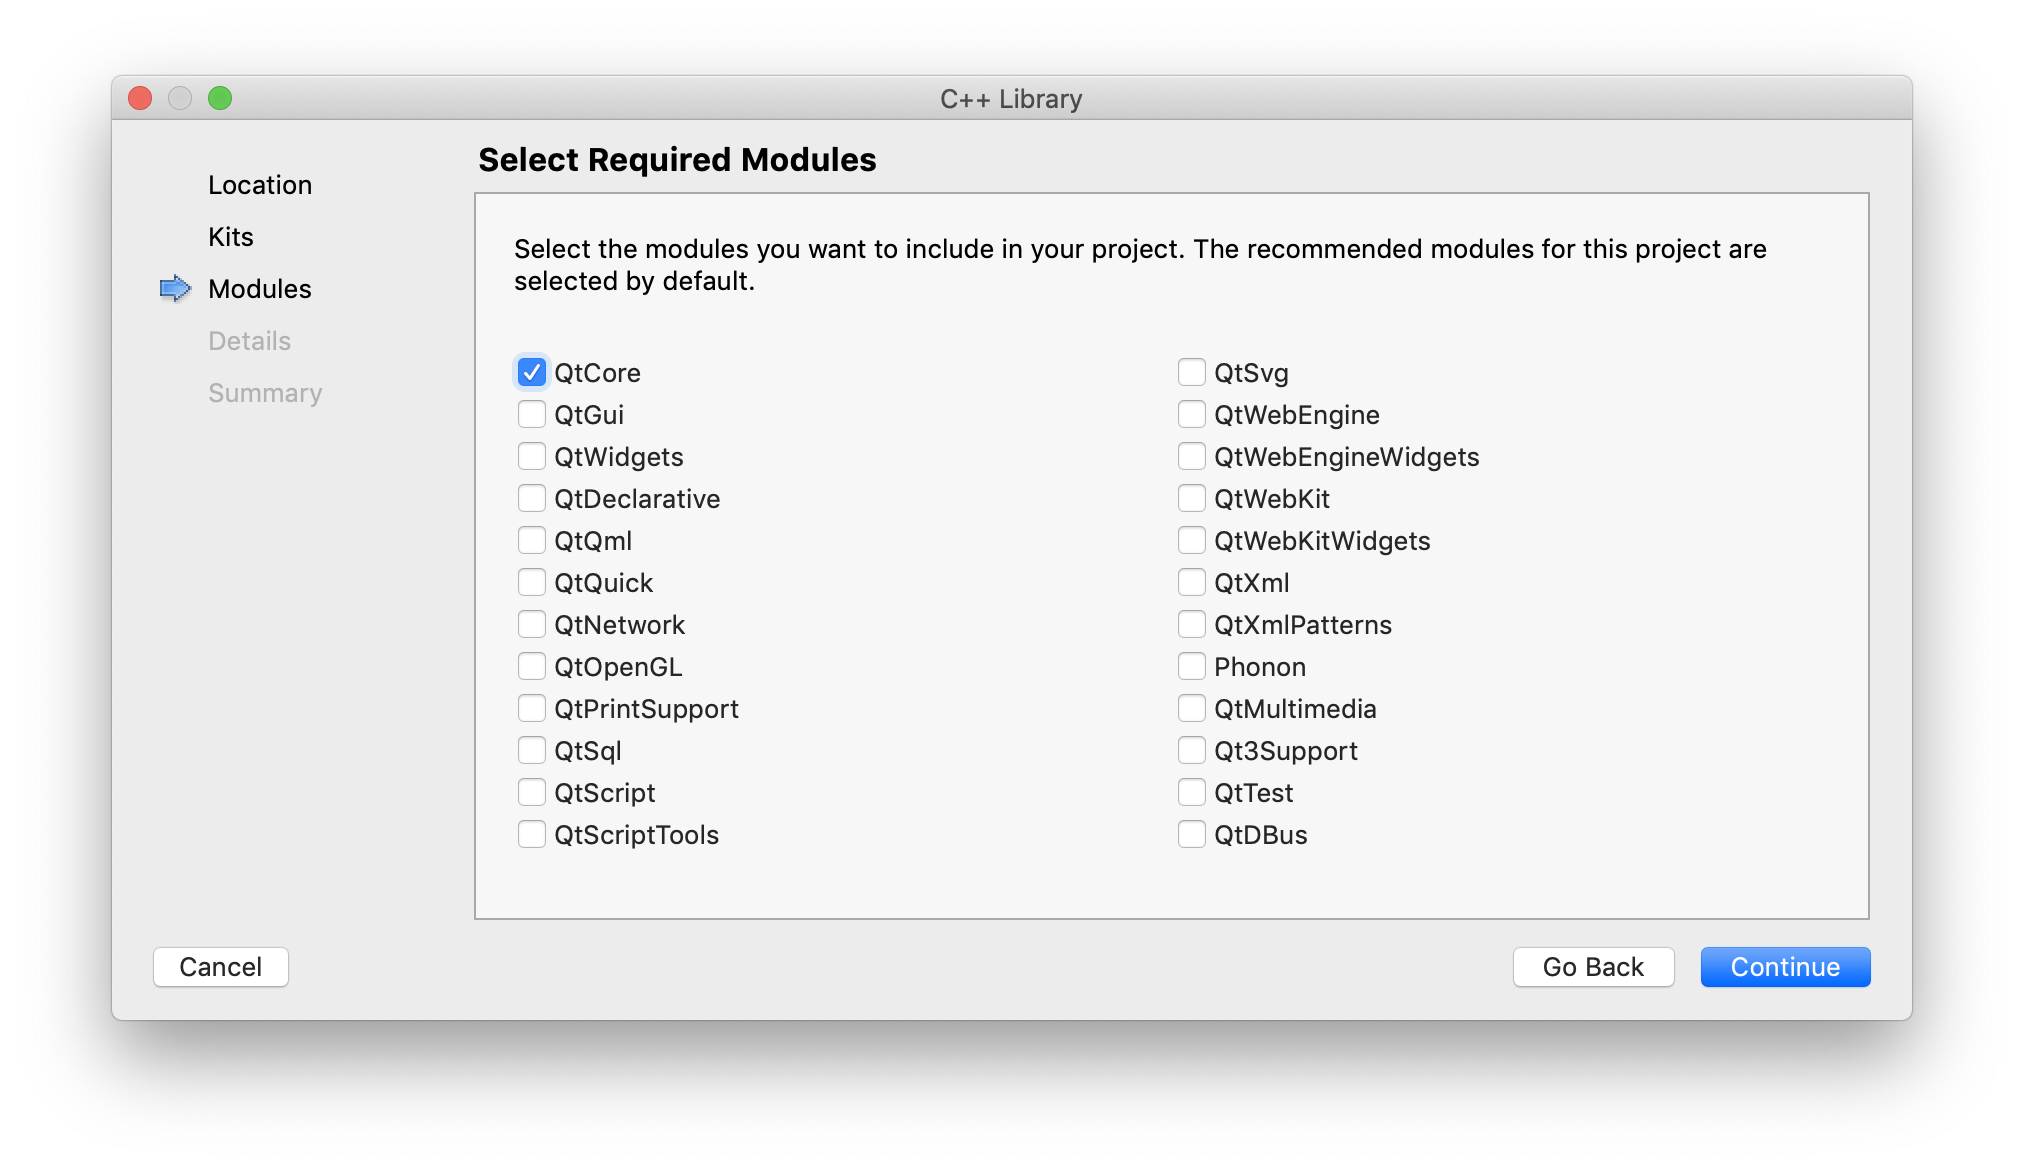 C++ Library
Location
Kits
Modules
Details
Summary
Select Required Modules
Select the modules you want to include in your project. The recommended modules for this project are
selected by default.
QtCore
QtGui
QtWidgets
QtDeclarative
QtQml
QtQuick
QtNetwork
QtOpenGL
QtPrintSupport
QtSql
QtScript
QtScriptTools
QtSvg
QtWebEngine
QtWebEngineWidgets
QtWebKit
QtWebKitWidgets
QtXml
QtXmlPatterns
Phonon
QtMultimedia
Qt3Support
QtTest
QtDBus
Cancel
Go Back
Continue